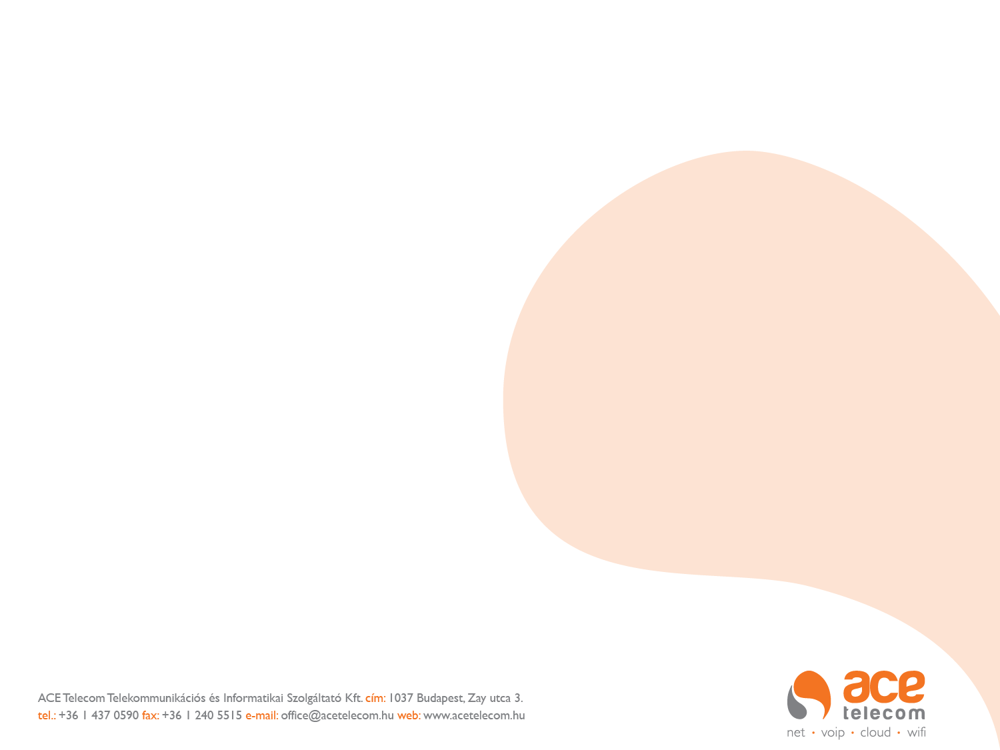 ACE Telecom Telekommunikációs és Informatikai Szolgáltató Kft. cím: 1037 Budapest, Zay utca 3.
tel.: +36 1 437 0590 fax: +36 1 240 5515 e-mail: office@acetelecom.hu web: www.acetelecom.hu
ace
telecom
net • voip • cloud • wifi